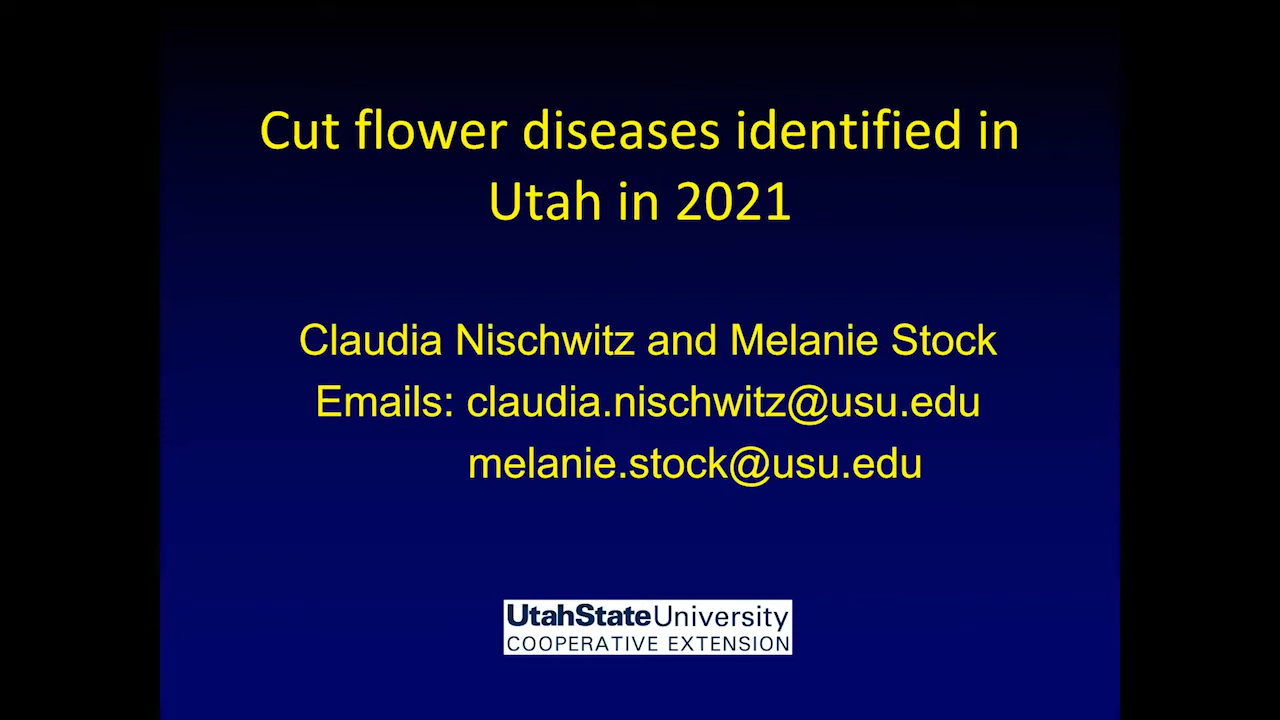 Cut flower diseases identified in
Utah in 2021
Claudia Nischwitz and Melanie Stock
Emails: claudia.nischwitz@usu.edu
melanie.stock@usu.edu
UtahStateUniversity
COOPERATIVE EXTENSION